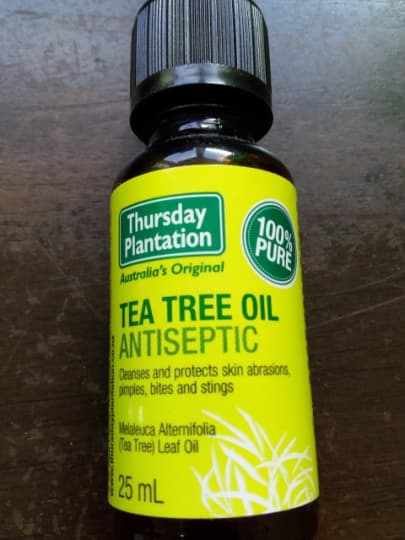 Thursday
Plantation
Australia's Original
100%
PURE
TEA TREE OIL
ANTISEPTIC
Cleanses and protects skin abrasions,
pimples, bites and stings
Melaleuca Alternifolia
(Tea Tree) Leaf Oil
25 mL